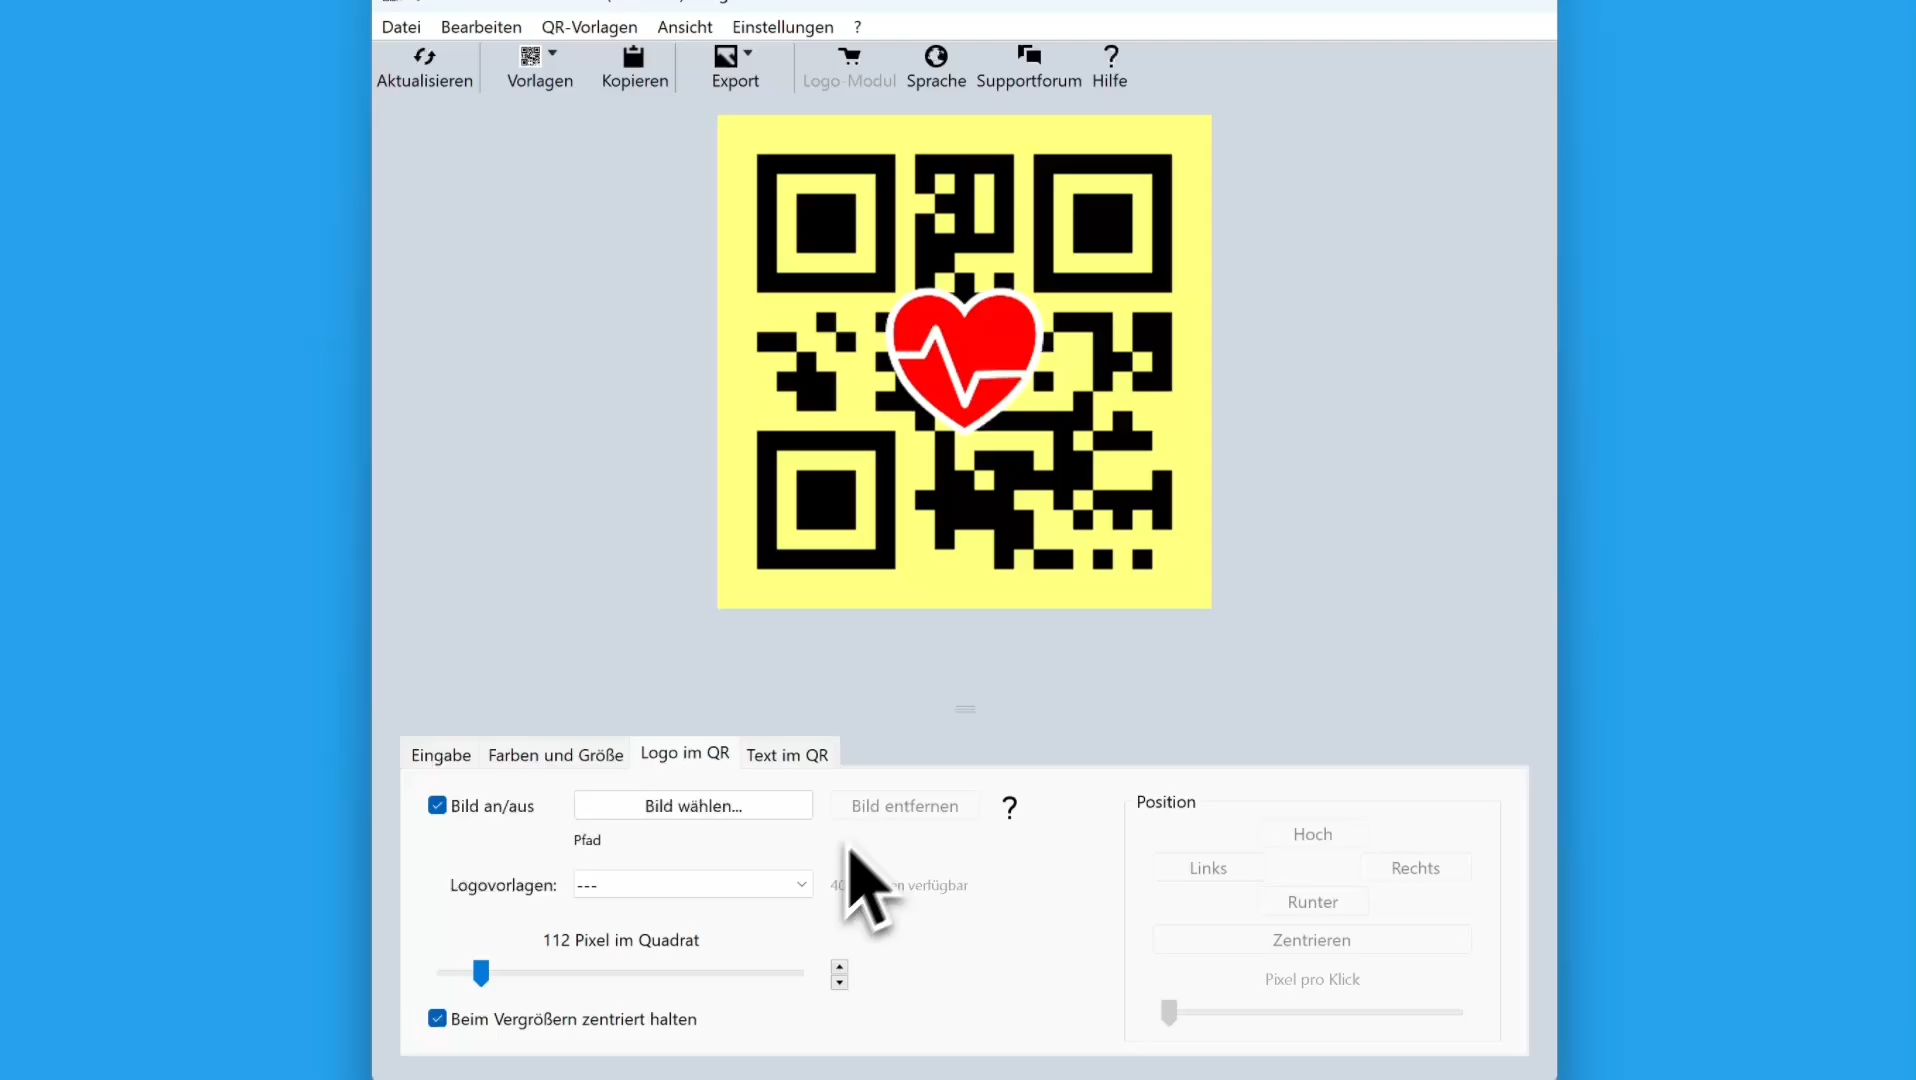 Datei Bearbeiten QR-Vorlagen Ansicht Einstellungen ?
Aktualisieren Vorlagen Kopieren Export Logo-Modul Sprache Supportforum Hilfe
Eingabe Farben und Größe Logo im QR Text im QR
Bild an/aus Bild wählen... Bild entfernen ?
Pfad
Logovorlagen: --- verfügbar
112 Pixel im Quadrat
Beim Vergrößern zentriert halten
Position
Hoch
Links Rechts
Runter
Zentrieren
Pixel pro Klick